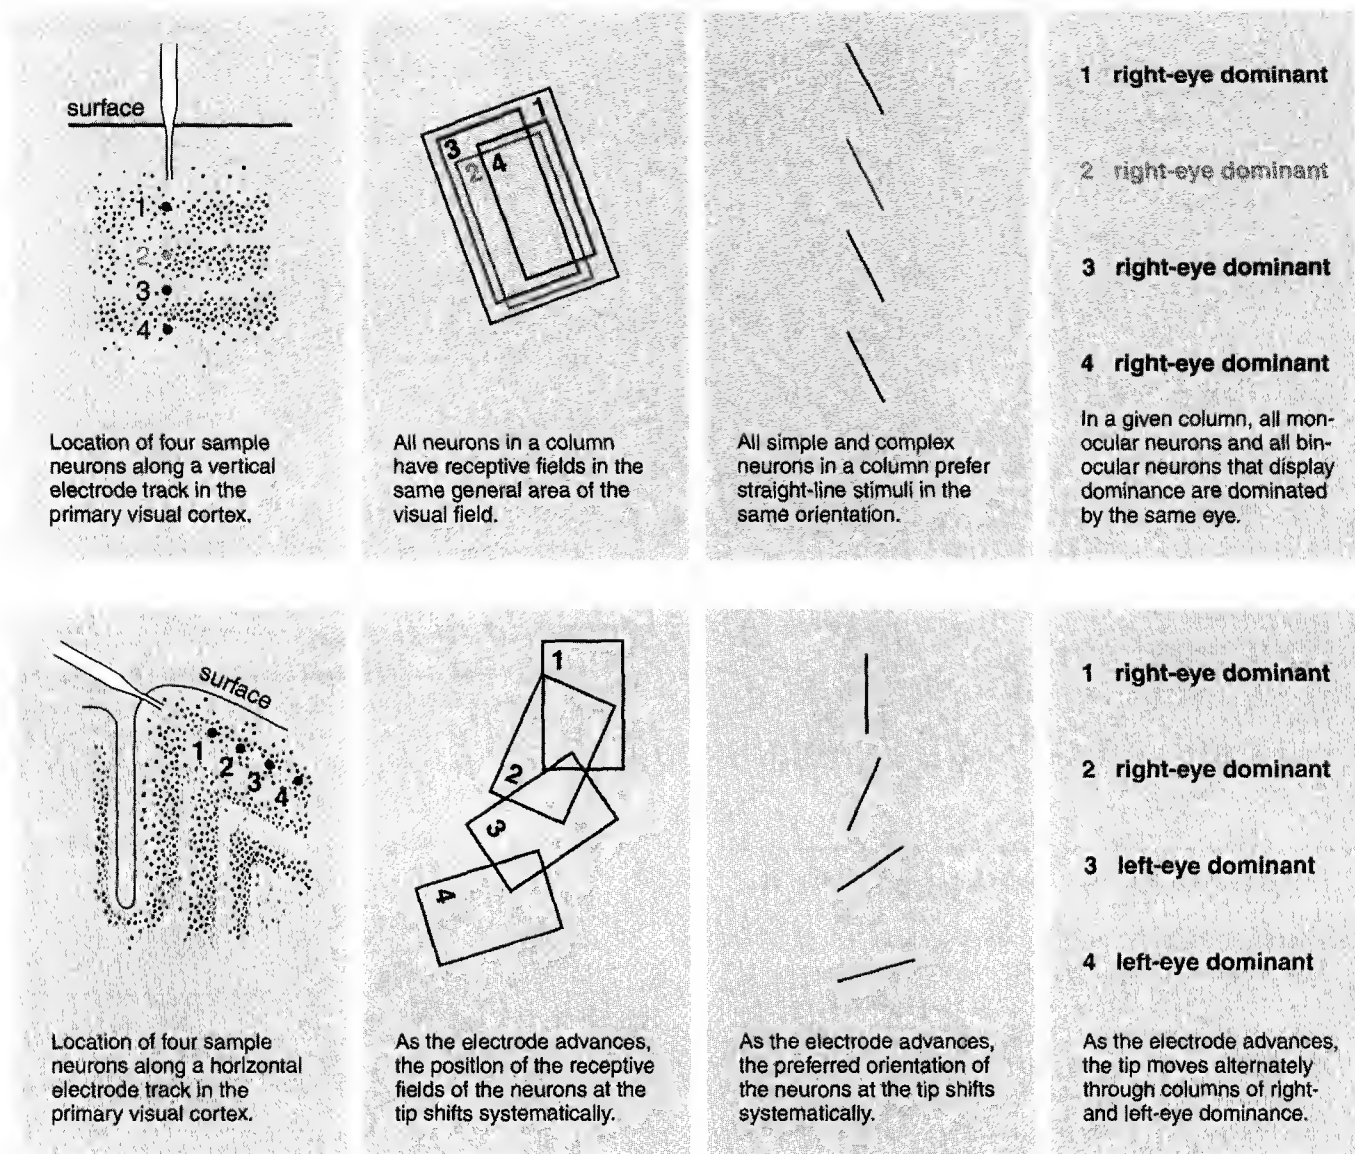 surface
1
2
3
4
Location of four sample
neurons along a vertical
electrode track in the
primary visual cortex.
1
3
2
4
All neurons in a column
have receptive fields in the
same general area of the
visual field.
All simple and complex
neurons in a column prefer
straight-line stimuli in the
same orientation.
1 right-eye dominant
2 right-eye dominant
3 right-eye dominant
4 right-eye dominant
In a given column, all mon-
ocular neurons and all bin-
ocular neurons that display
dominance are dominated
by the same eye.
surface
1
2
3
4
Location of four sample
neurons along a horizontal
electrode track in the
primary visual cortex.
1
2
3
4
As the electrode advances,
the position of the receptive
fields of the neurons at the
tip shifts systematically.
As the electrode advances,
the preferred orientation of
the neurons at the tip shifts
systematically.
1 right-eye dominant
2 right-eye dominant
3 left-eye dominant
4 left-eye dominant
As the electrode advances,
the tip moves alternately
through columns of right-
and left-eye dominance.